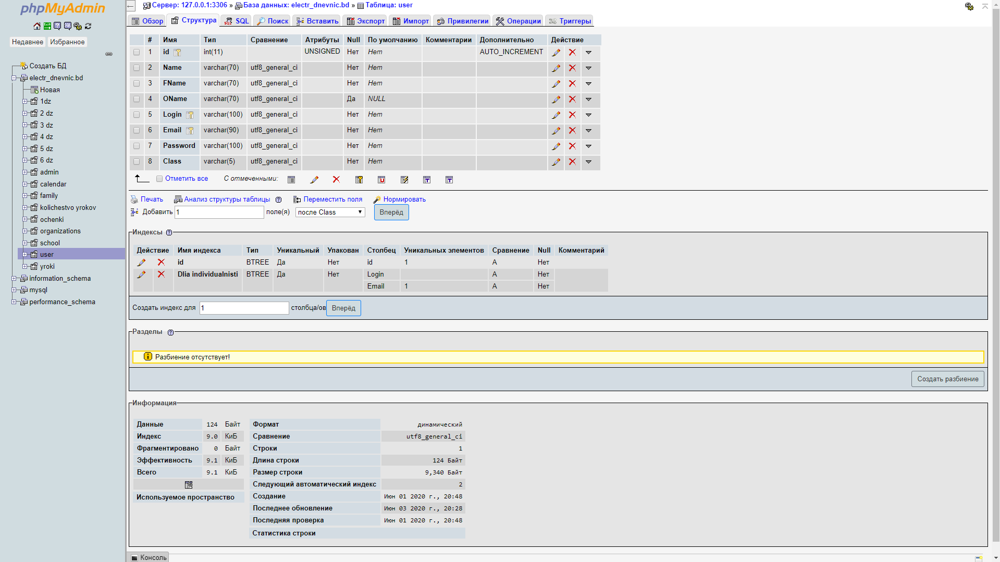 phpMyAdmin
Недавнее Избранное
Создать БД
electr_dnevnic.bd
Новая
1dz
2 dz
3 dz
4 dz
5 dz
6 dz
admin
calendar
family
kolichestvo yrokov
ochenki
organizations
school
user
yroki
information_schema
mysql
performance_schema
Сервер: 127.0.0.1:3306 » База данных: electr_dnevnic.bd » Таблица: user
Обзор Структура SQL Поиск Вставить Экспорт Импорт Привилегии Операции Триггеры
# Имя Тип Сравнение Атрибуты Null По умолчанию Комментарии Дополнительно Действие
1 id int(11) UNSIGNED Нет Нет AUTO_INCREMENT
2 Name varchar(70) utf8_general_ci Нет Нет
3 FName varchar(70) utf8_general_ci Нет Нет
4 OName varchar(70) utf8_general_ci Да NULL
5 Login varchar(100) utf8_general_ci Нет Нет
6 Email varchar(90) utf8_general_ci Нет Нет
7 Password varchar(100) utf8_general_ci Нет Нет
8 Class varchar(5) utf8_general_ci Нет Нет
Отметить все С отмеченными:
Печать Анализ структуры таблицы Переместить поля Нормировать
Добавить 1 поле(я) после Class Вперёд
Индексы
Действие Имя индекса Тип Уникальный Упакован Столбец Уникальных элементов Сравнение Null Комментарий
id BTREE Да Нет id 1 A Нет
Dlia individualnisti BTREE Да Нет Login A Нет
Email 1 A Нет
Создать индекс для 1 столбца/ов Вперёд
Разделы
Разбиение отсутствует!
Создать разбиение
Информация
Данные 124 Байт
Индекс 9.0 КиБ
Фрагментировано 0 Байт
Эффективность 9.1 КиБ
Всего 9.1 КиБ
Используемое пространство
Формат динамический
Сравнение utf8_general_ci
Строки 1
Длина строки 124 Байт
Размер строки 9,340 Байт
Следующий автоматический индекс 2
Создание Июн 01 2020 г., 20:48
Последнее обновление Июн 03 2020 г., 20:28
Последняя проверка Июн 01 2020 г., 20:48
Статистика строки
Консоль